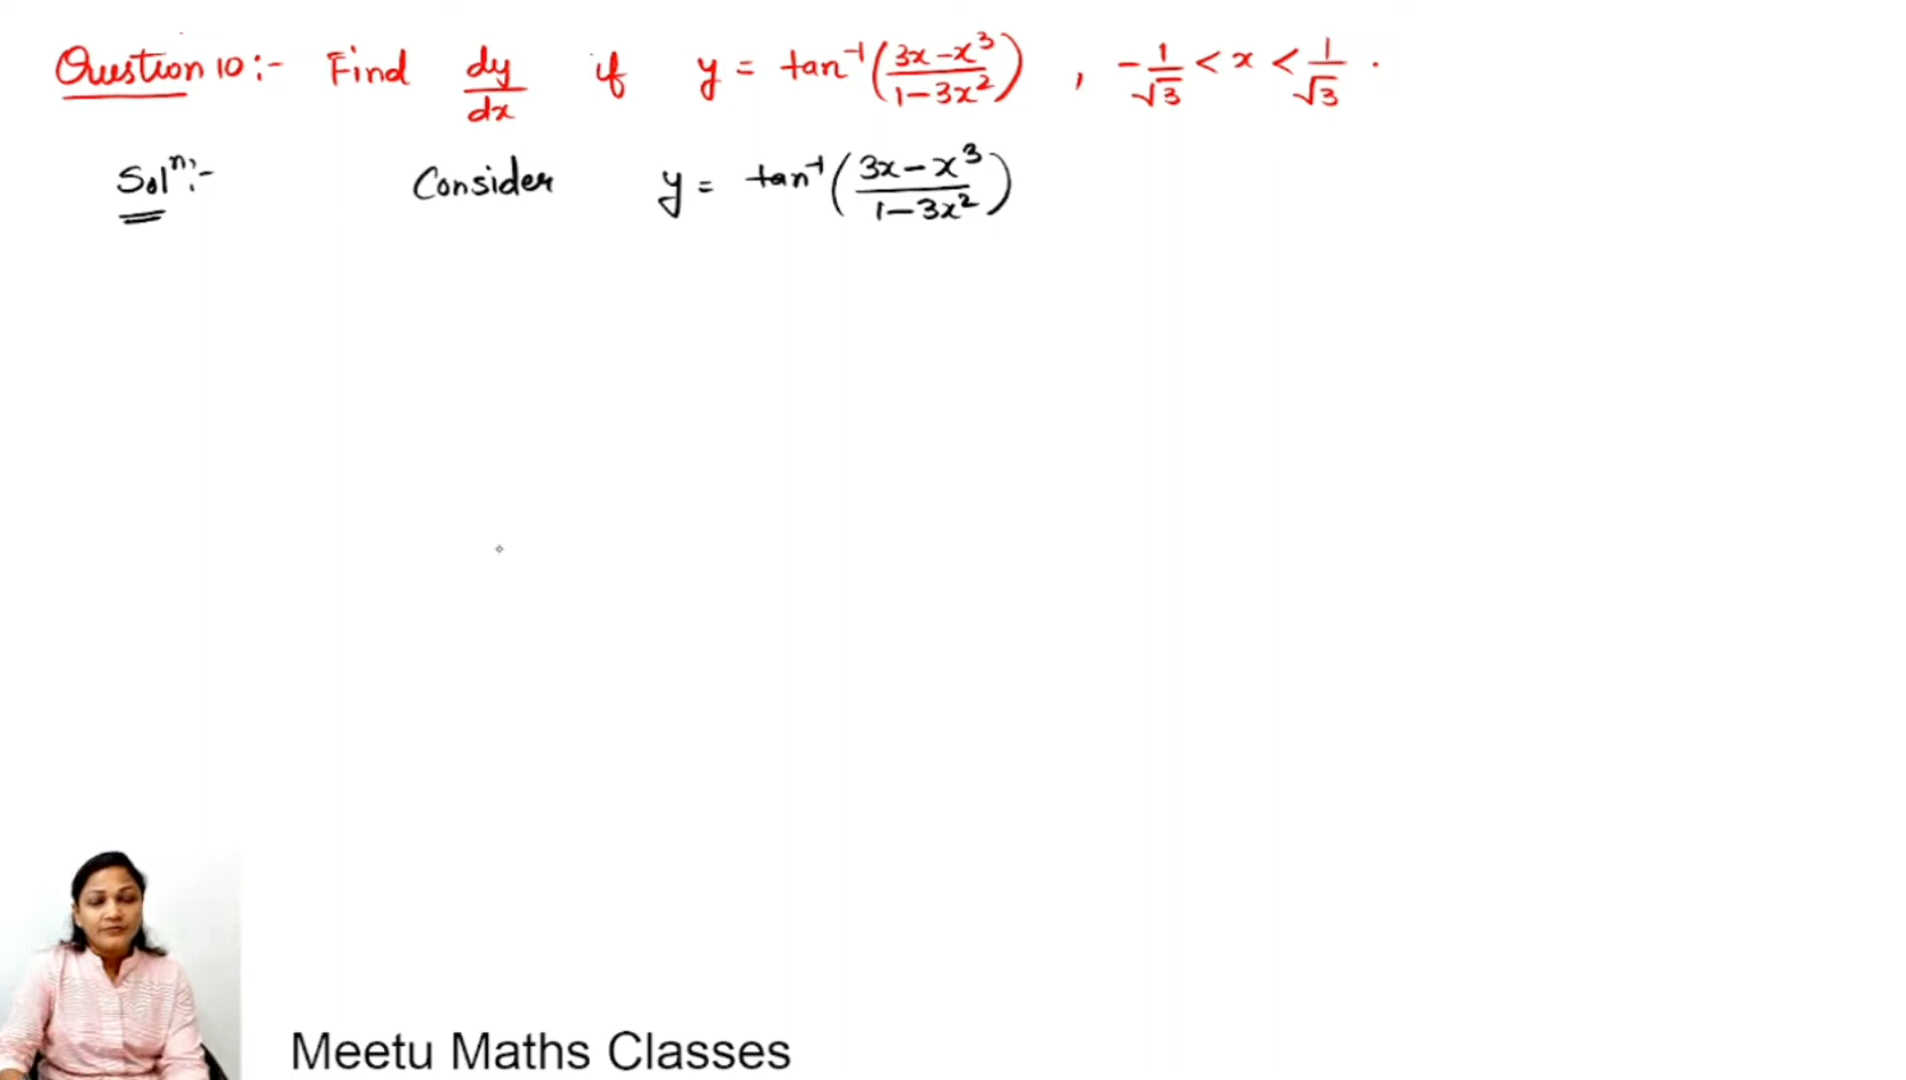 Question 10:- Find dy/dx if y = tan⁻¹(3x-x³/1-3x²) , -1/√3 < x < 1/√3 .
Solⁿ:- Consider y = tan⁻¹(3x-x³/1-3x²)
Meetu Maths Classes